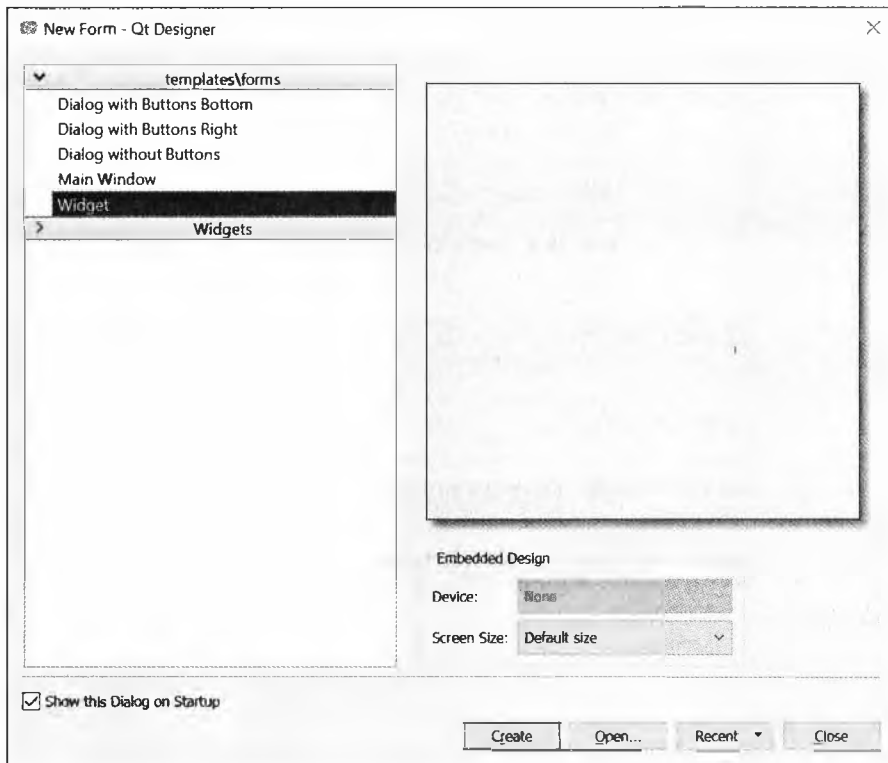 New Form - Qt Designer
templates\forms
Dialog with Buttons Bottom
Dialog with Buttons Right
Dialog without Buttons
Main Window
Widget
Widgets
Embedded Design
Device: None
Screen Size: Default size
Show this Dialog on Startup
Create Open... Recent Close